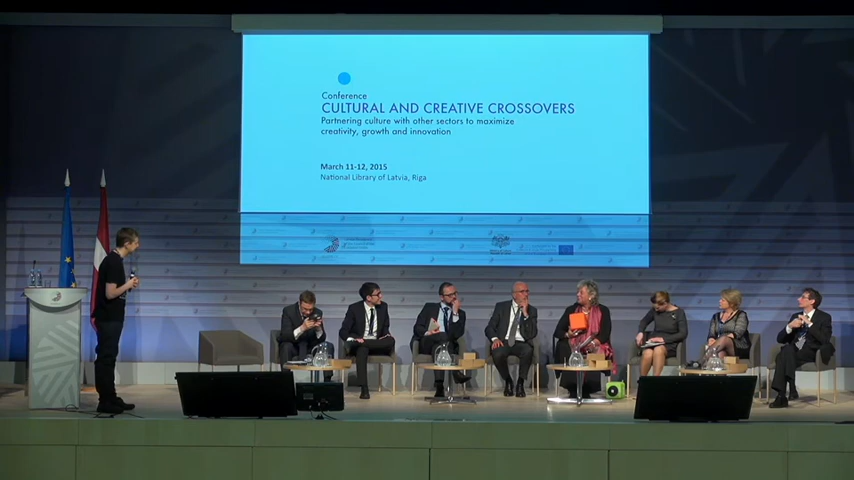 Conference
CULTURAL AND CREATIVE CROSSOVERS
Partnering culture with other sectors to maximize
creativity, growth and innovation
March 11-12, 2015
National Library of Latvia, Riga